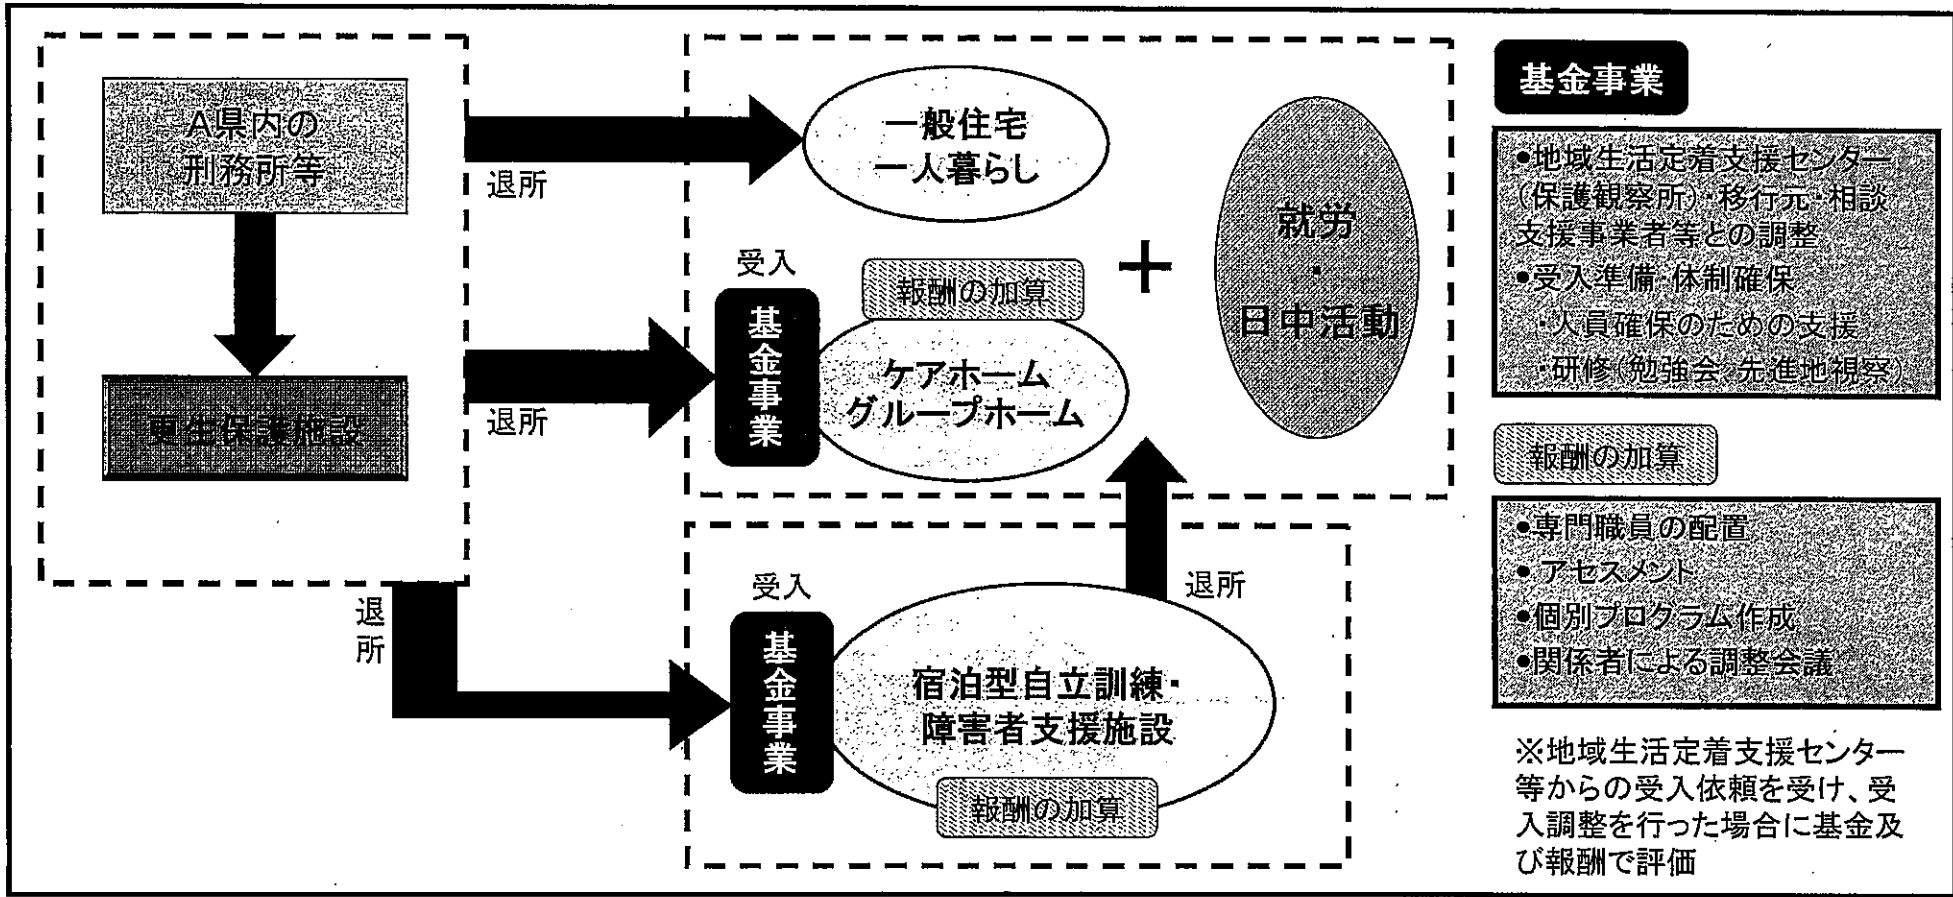 A県内の
刑務所等
更生保護施設
退所
退所
退所
一般住宅
一人暮らし
受入
基金事業
報酬の加算
ケアホーム
グループホーム
+
就労
・
日中活動
受入
基金事業
宿泊型自立訓練・
障害者支援施設
報酬の加算
退所
基金事業
●地域生活定着支援センター
(保護観察所)・移行元・相談
支援事業者等との調整
●受入準備・体制確保
・人員確保のための支援
・研修(勉強会・先進地視察)
報酬の加算
●専門職員の配置
●アセスメント
●個別プログラム作成
●関係者による調整会議
※地域生活定着支援センター
等からの受入依頼を受け、受
入調整を行った場合に基金及
び報酬で評価